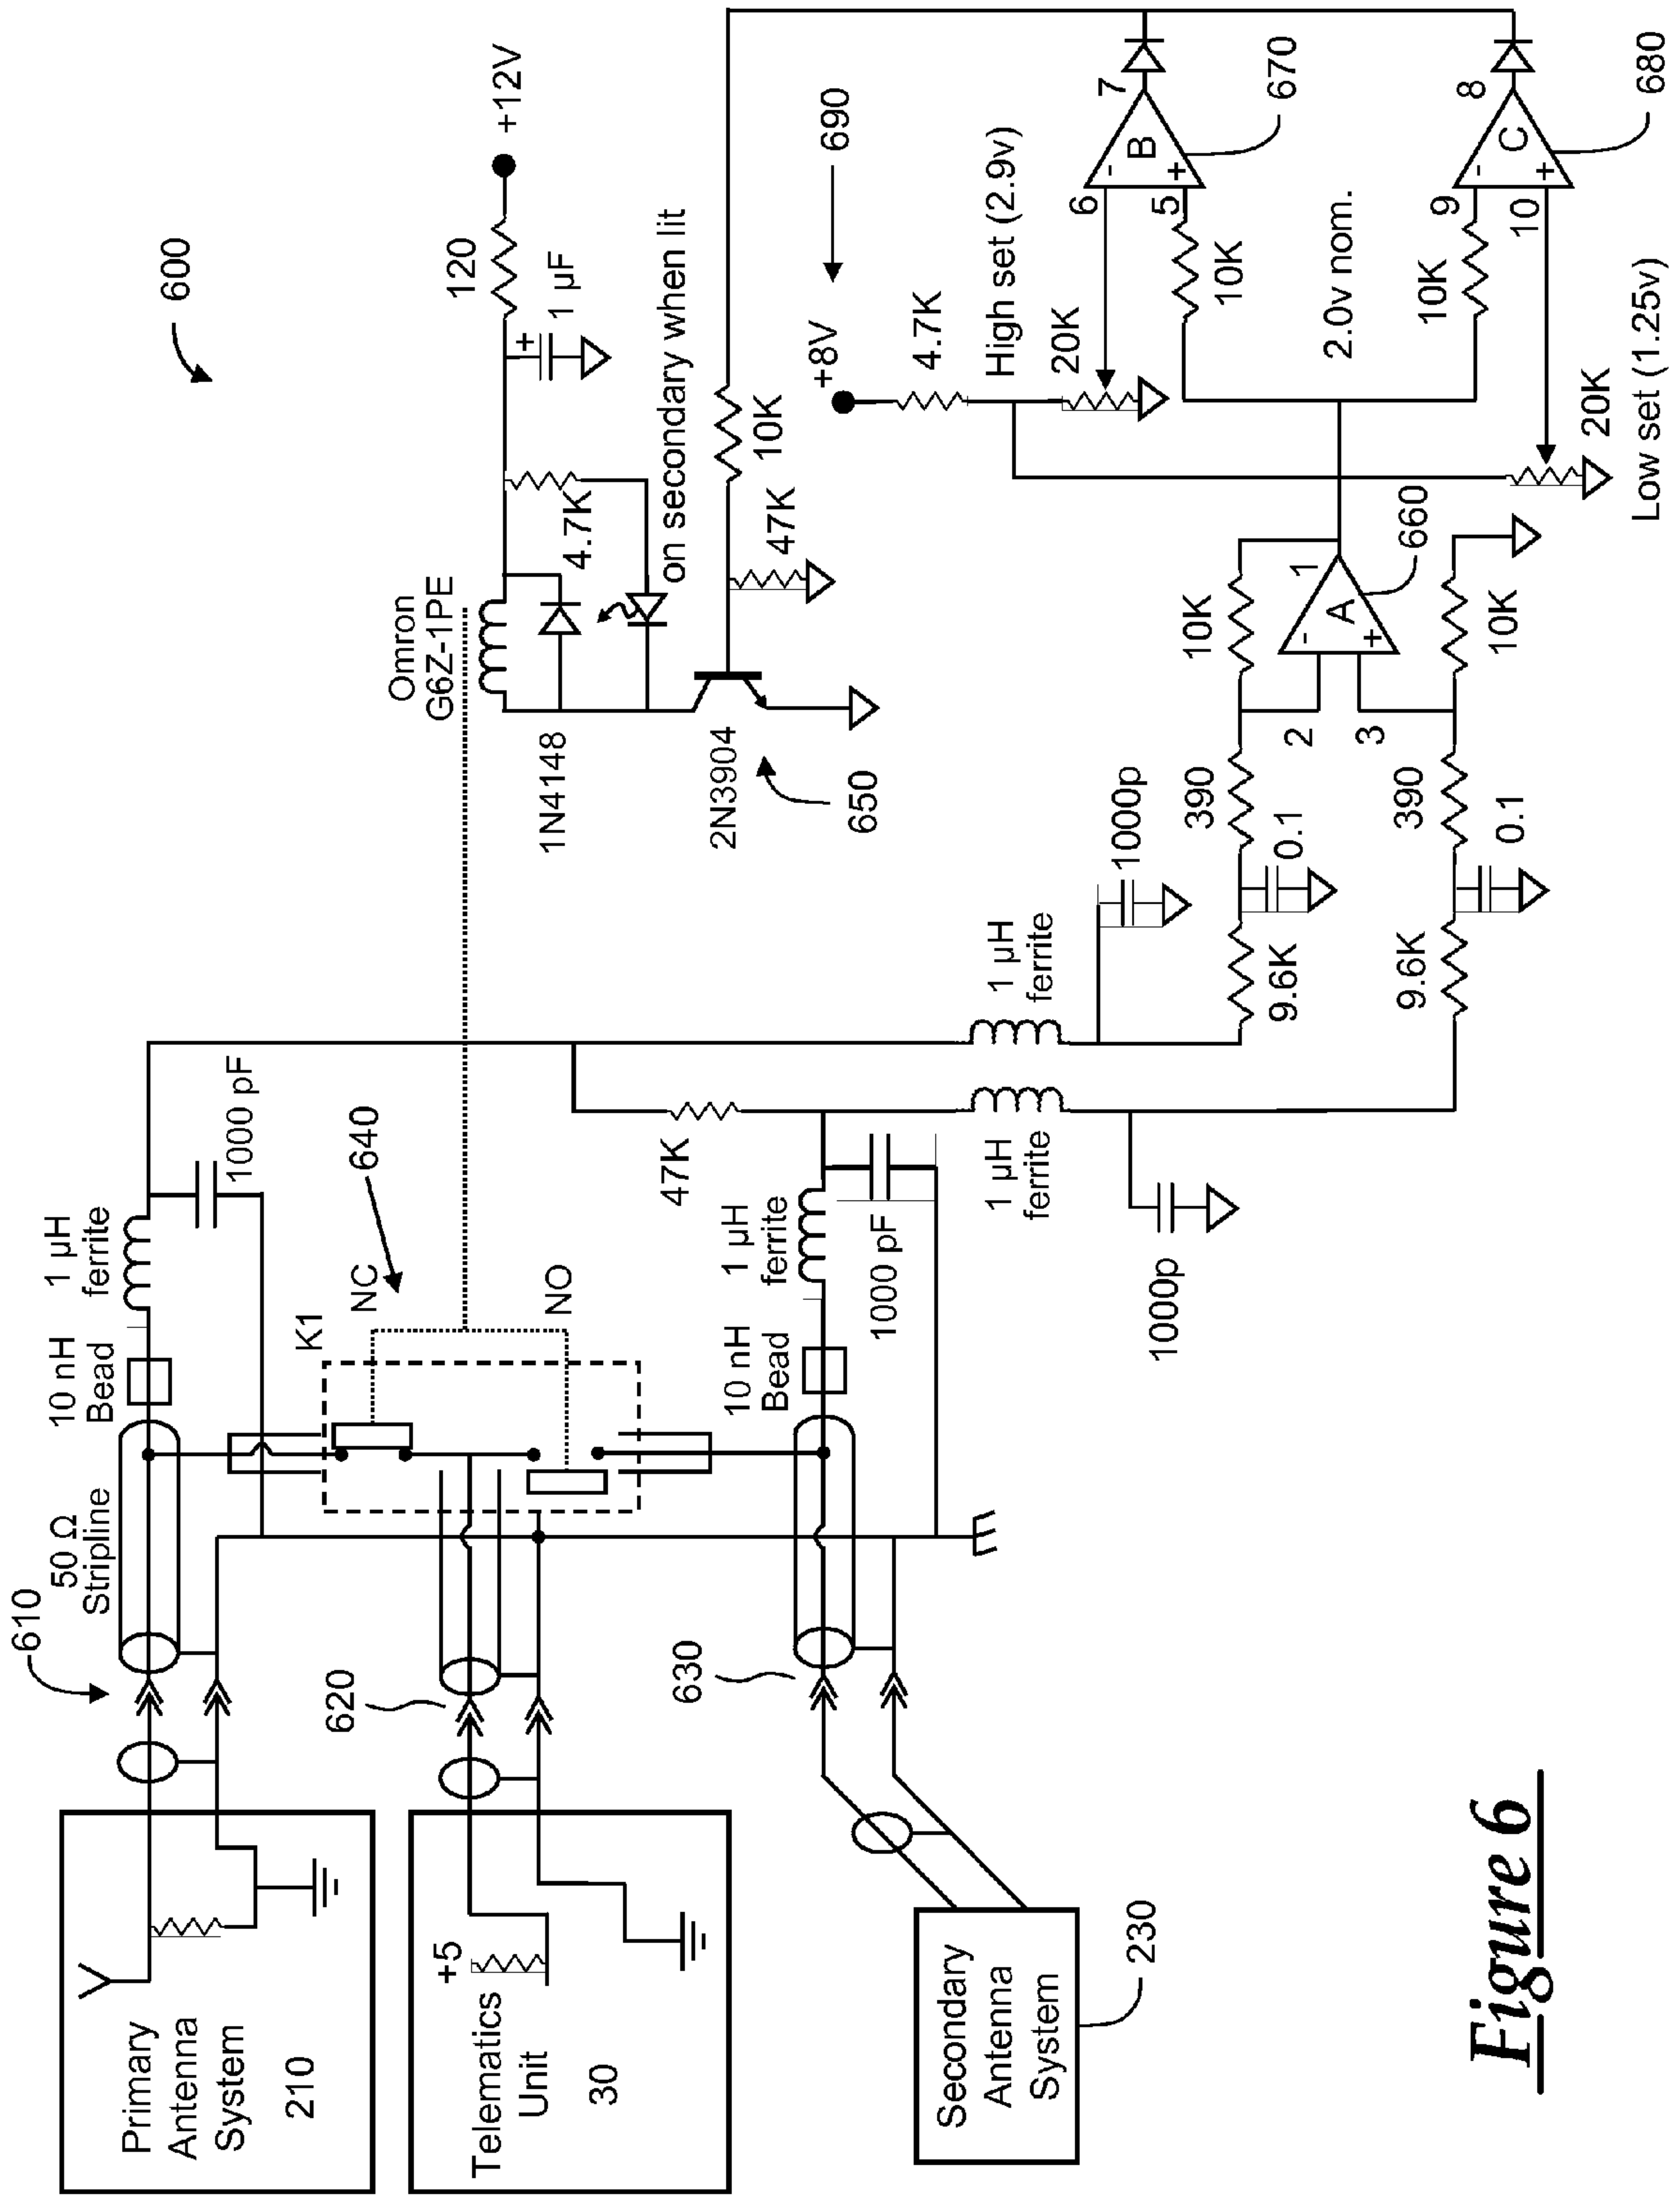 600
610
50 Ω
Stripline
10 nH
Bead
1 µH
ferrite
1000 pF
Primary
Antenna
System
210
K1
NC
640
NO
620
+5
Telematics
Unit
30
630
10 nH
Bead
1 µH
ferrite
1000 pF
47K
Secondary
Antenna
System
230
1 µH
ferrite
1000p
1 µH
ferrite
1000p
Omron
G6Z-1PE
120
+12V
+
1 µF
4.7K
1N4148
on secondary when lit
2N3904
650
47K
10K
690
+8V
4.7K
High set (2.9v)
20K
6
5
-
+
B
7
670
10K
2.0v nom.
10K
9
10
-
+
C
8
680
20K
Low set (1.25v)
9.6K
0.1
390
10K
2
3
-
+
A
1
660
9.6K
0.1
390
10K
Figure 6